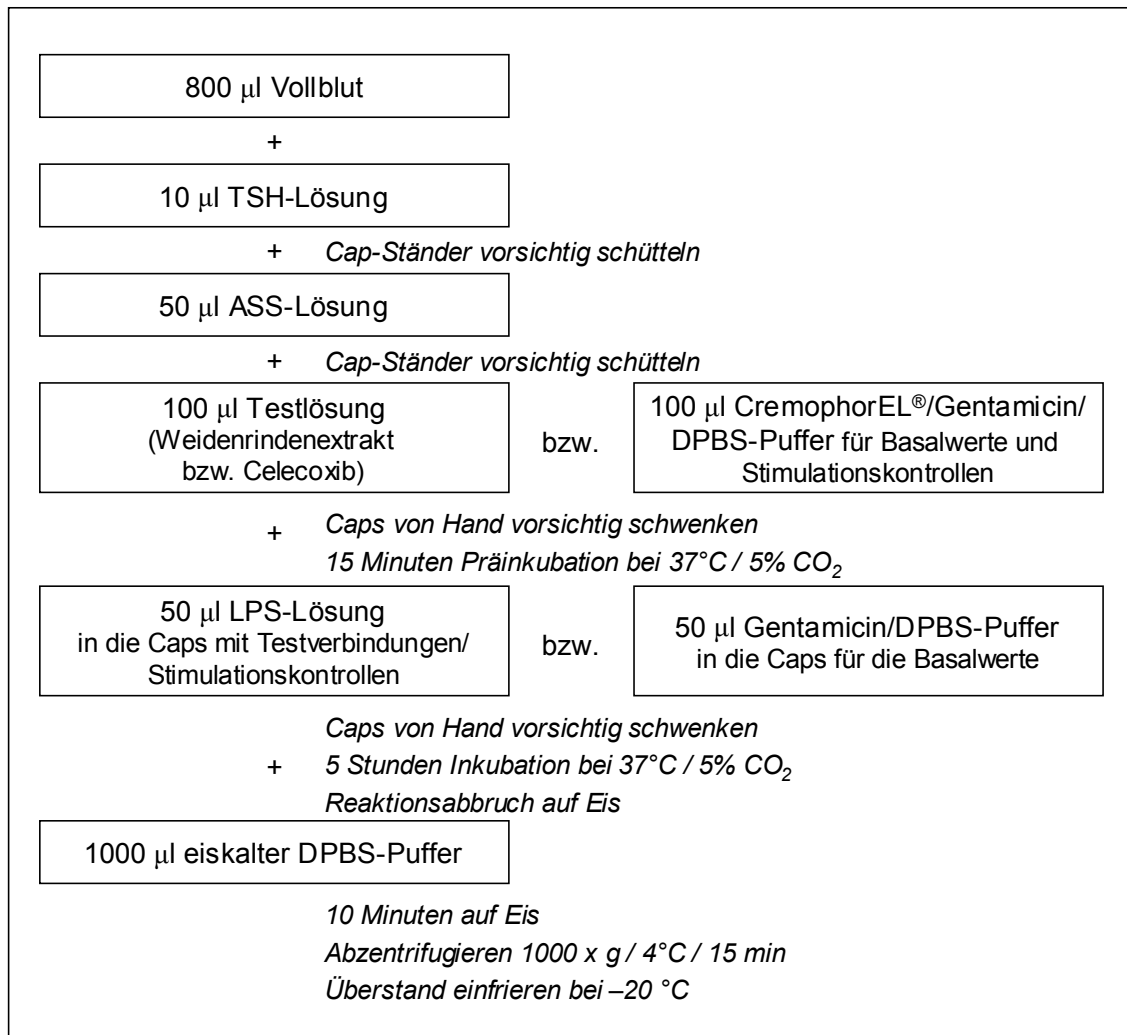 800 μl Vollblut
+
10 μl TSH-Lösung
+ Cap-Ständer vorsichtig schütteln
50 μl ASS-Lösung
+ Cap-Ständer vorsichtig schütteln
100 μl Testlösung
(Weidenrindenextrakt
bzw. Celecoxib)
bzw.
100 μl CremophorEL®/Gentamicin/
DPBS-Puffer für Basalwerte und
Stimulationskontrollen
+
Caps von Hand vorsichtig schwenken
15 Minuten Präinkubation bei 37°C / 5% CO₂
50 μl LPS-Lösung
in die Caps mit Testverbindungen/
Stimulationskontrollen
bzw.
50 μl Gentamicin/DPBS-Puffer
in die Caps für die Basalwerte
Caps von Hand vorsichtig schwenken
+ 5 Stunden Inkubation bei 37°C / 5% CO₂
Reaktionsabbruch auf Eis
1000 μl eiskalter DPBS-Puffer
10 Minuten auf Eis
Abzentrifugieren 1000 x g / 4°C / 15 min
Überstand einfrieren bei –20 °C